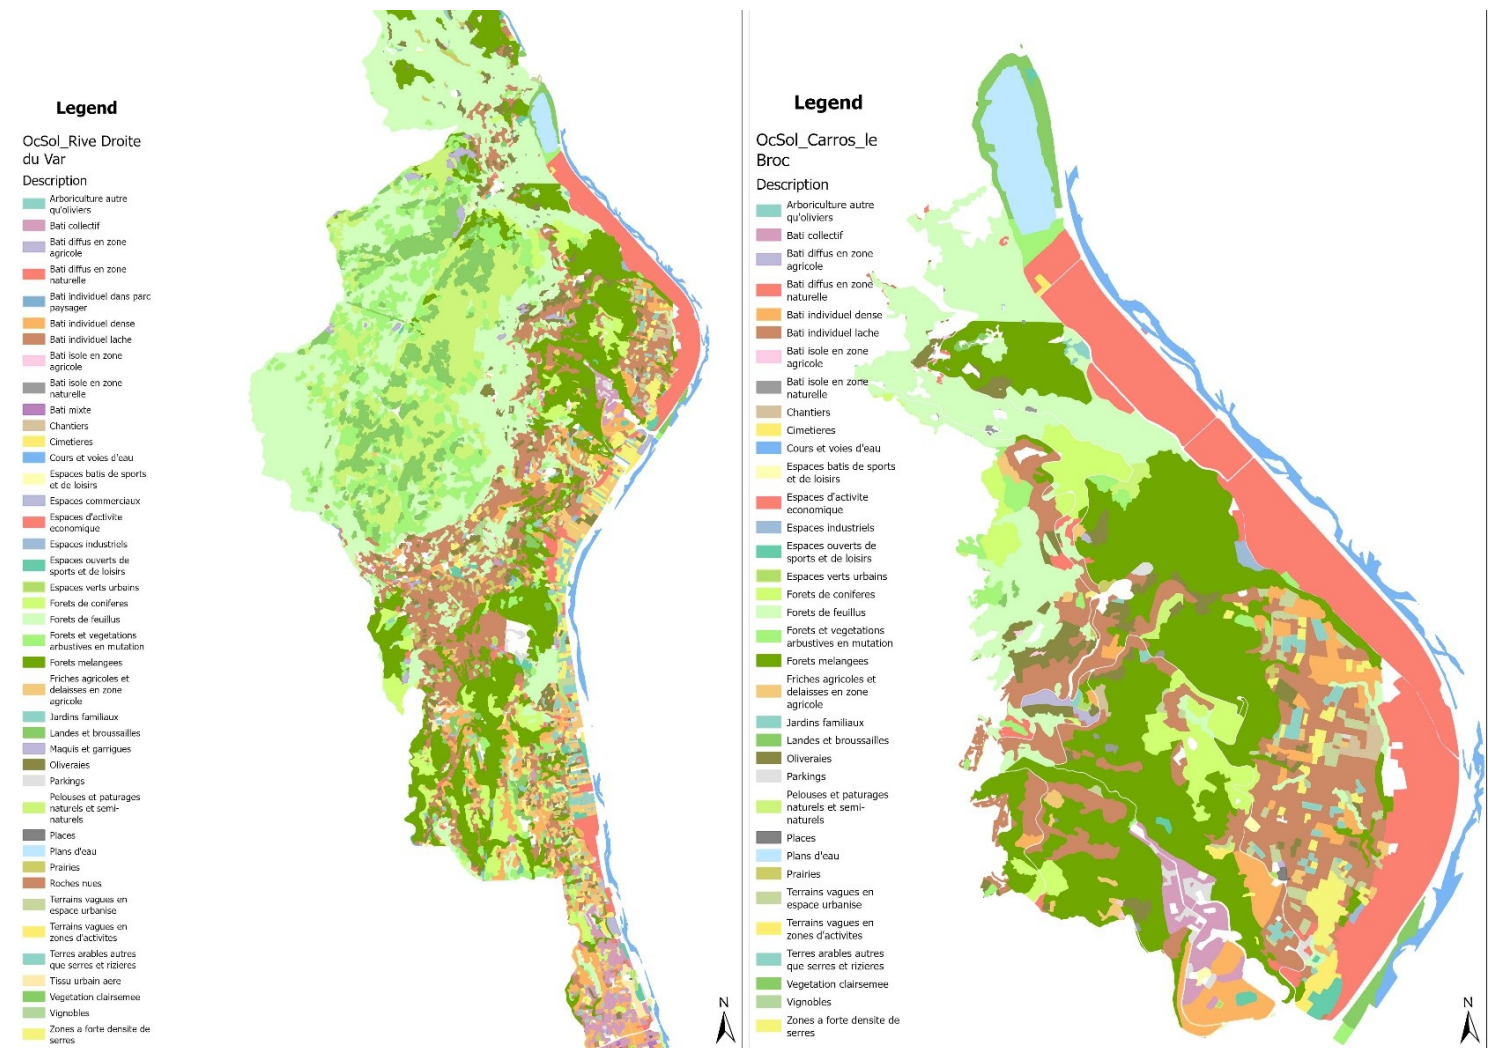 Legend
OcSol_Rive Droite
du Var
Description
Arboriculture autre
qu'oliviers
Bati collectif
Bati diffus en zone
agricole
Bati diffus en zone
naturelle
Bati individuel dans parc
paysager
Bati individuel dense
Bati individuel lache
Bati isole en zone
agricole
Bati isole en zone
naturelle
Bati mixte
Chantiers
Cimetieres
Cours et voies d'eau
Espaces batis de sports
et de loisirs
Espaces commerciaux
Espaces d'activite
economique
Espaces industriels
Espaces ouverts de
sports et de loisirs
Espaces verts urbains
Forets de coniferes
Forets de feuillus
Forets et vegetations
arbustives en mutation
Forets melangees
Friches agricoles et
delaisses en zone
agricole
Jardins familiaux
Landes et broussailles
Maquis et garrigues
Oliveraies
Parkings
Pelouses et paturages
naturels et semi-
naturels
Places
Plans d'eau
Prairies
Roches nues
Terrains vagues en
espace urbanise
Terrains vagues en
zones d'activites
Terres arables autres
que serres et rizieres
Tissu urbain aere
Vegetation clairsemee
Vignobles
Zones a forte densite de
serres
N
Legend
OcSol_Carros_le
Broc
Description
Arboriculture autre
qu'oliviers
Bati collectif
Bati diffus en zone
agricole
Bati diffus en zone
naturelle
Bati individuel dense
Bati individuel lache
Bati isole en zone
agricole
Bati isole en zone
naturelle
Chantiers
Cimetieres
Cours et voies d'eau
Espaces batis de sports
et de loisirs
Espaces d'activite
economique
Espaces industriels
Espaces ouverts de
sports et de loisirs
Espaces verts urbains
Forets de coniferes
Forets de feuillus
Forets et vegetations
arbustives en mutation
Forets melangees
Friches agricoles et
delaisses en zone
agricole
Jardins familiaux
Landes et broussailles
Oliveraies
Parkings
Pelouses et paturages
naturels et semi-
naturels
Places
Plans d'eau
Prairies
Terrains vagues en
espace urbanise
Terrains vagues en
zones d'activites
Terres arables autres
que serres et rizieres
Vegetation clairsemee
Vignobles
Zones a forte densite de
serres
N